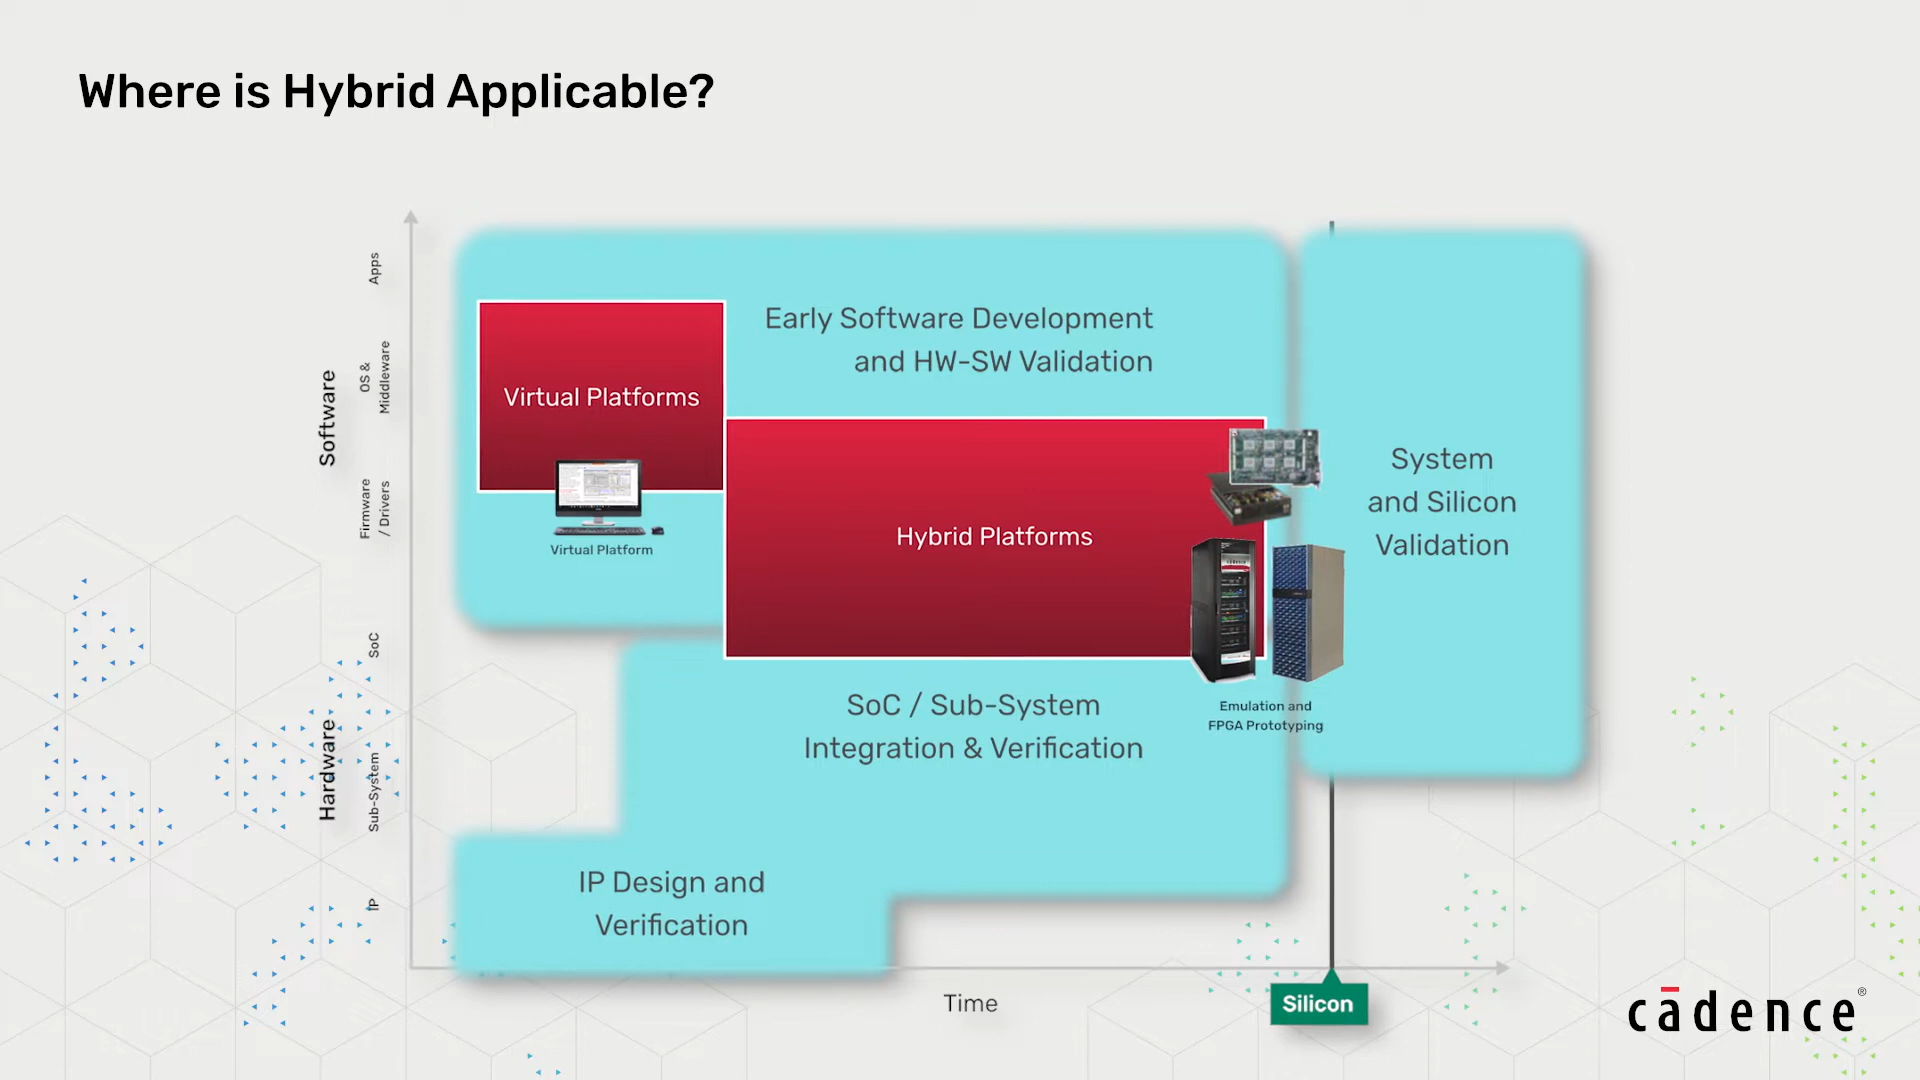 Where is Hybrid Applicable?
Software
Apps
OS &
Middleware
Firmware
/ Drivers
Hardware
SoC
Sub-System
IP
Early Software Development
and HW-SW Validation
Virtual Platforms
Virtual Platform
Hybrid Platforms
System
and Silicon
Validation
Emulation and
FPGA Prototyping
SoC / Sub-System
Integration & Verification
IP Design and
Verification
Time
Silicon
cādence®